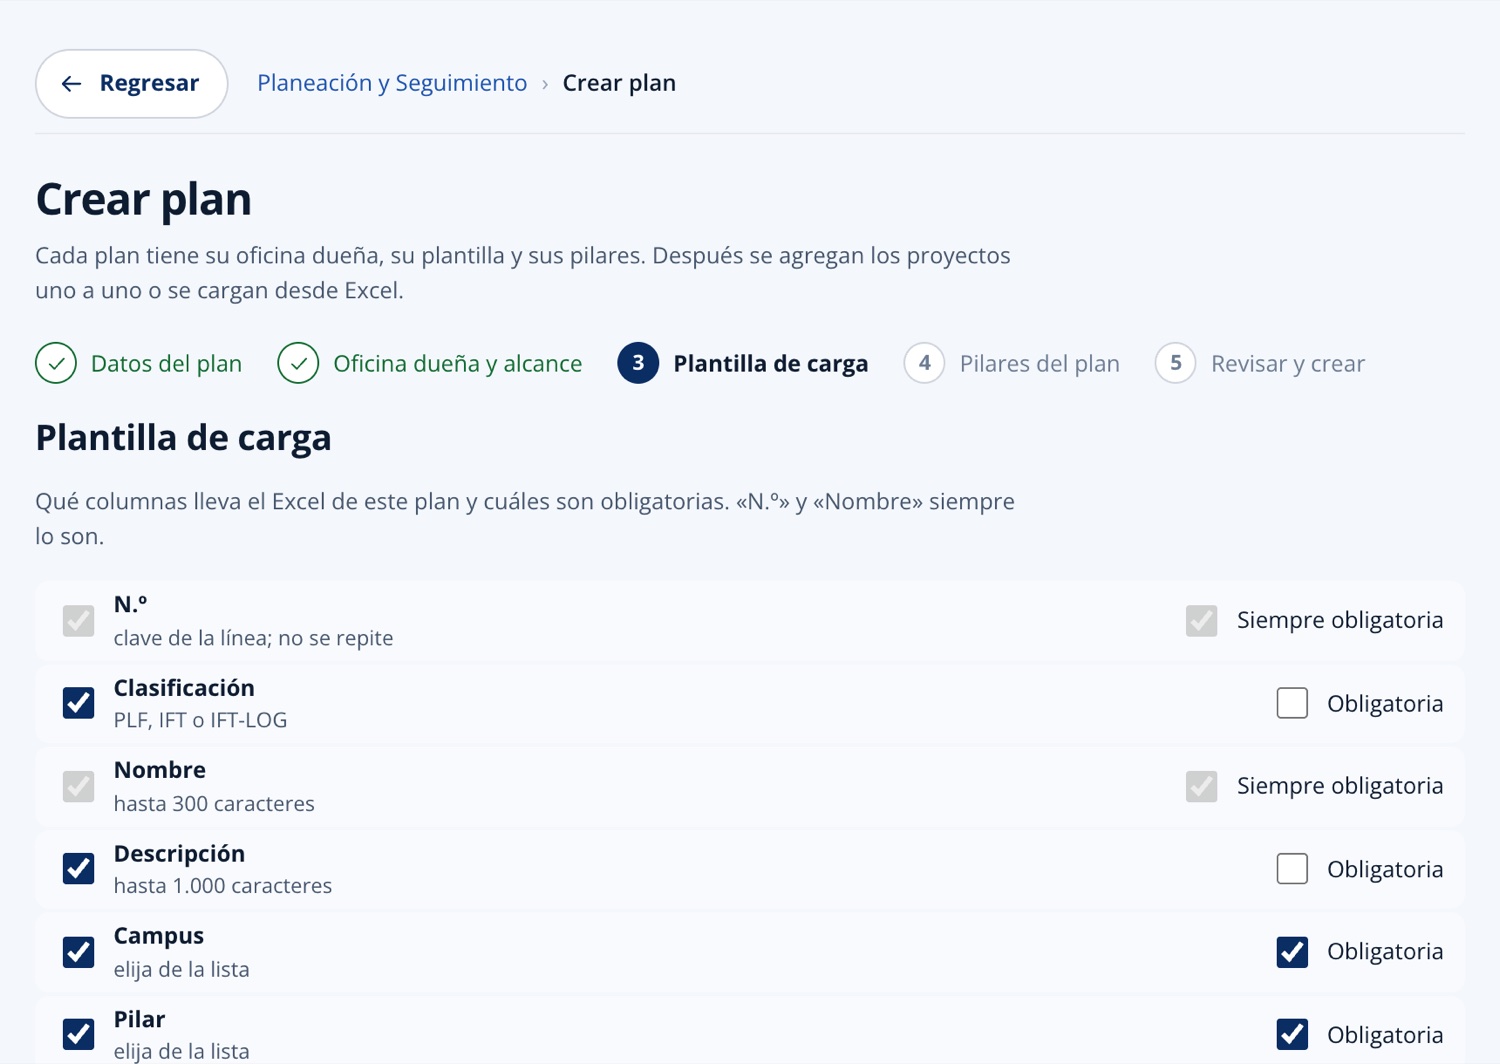 ← Regresar
Planeación y Seguimiento › Crear plan
Crear plan
Cada plan tiene su oficina dueña, su plantilla y sus pilares. Después se agregan los proyectos
uno a uno o se cargan desde Excel.
Datos del plan
Oficina dueña y alcance
3 Plantilla de carga
4 Pilares del plan
5 Revisar y crear
Plantilla de carga
Qué columnas lleva el Excel de este plan y cuáles son obligatorias. «N.º» y «Nombre» siempre
lo son.
N.º
clave de la línea; no se repite
Siempre obligatoria
Clasificación
PLF, IFT o IFT-LOG
Obligatoria
Nombre
hasta 300 caracteres
Siempre obligatoria
Descripción
hasta 1.000 caracteres
Obligatoria
Campus
elija de la lista
Obligatoria
Pilar
elija de la lista
Obligatoria